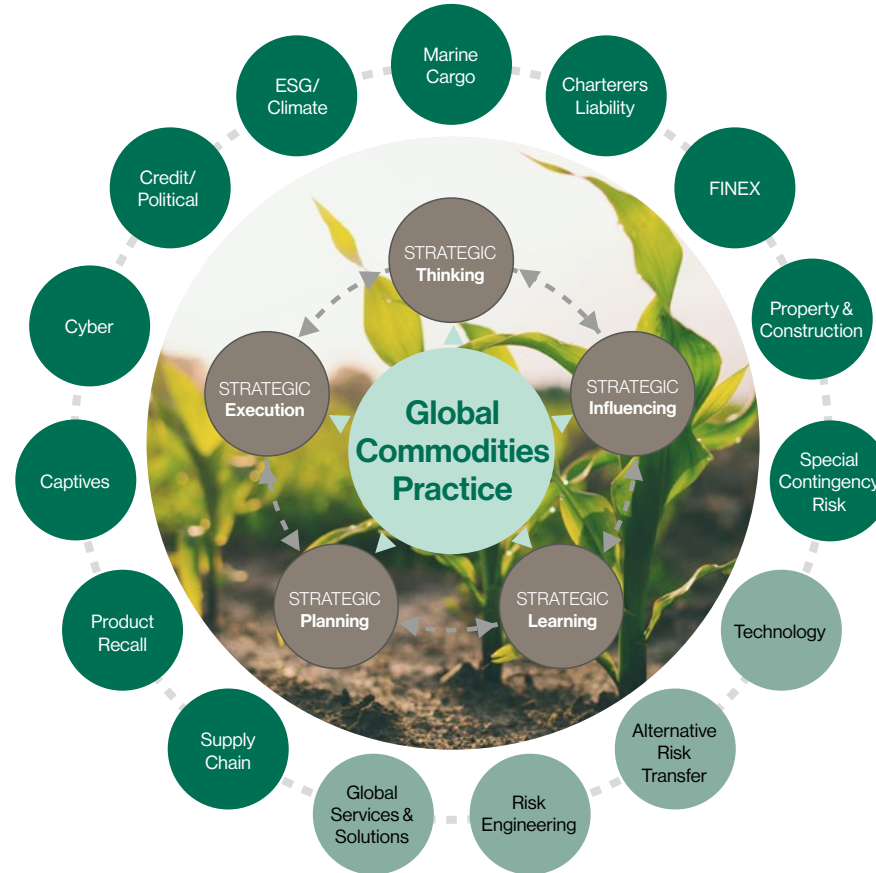 Marine
Cargo
Charterers
Liability
FINEX
Property &
Construction
Special
Contingency
Risk
Technology
Alternative
Risk
Transfer
Risk
Engineering
Global
Services &
Solutions
Supply
Chain
Product
Recall
Captives
Cyber
Credit/
Political
ESG/
Climate
STRATEGIC
Thinking
STRATEGIC
Influencing
STRATEGIC
Learning
STRATEGIC
Planning
STRATEGIC
Execution
Global
Commodities
Practice